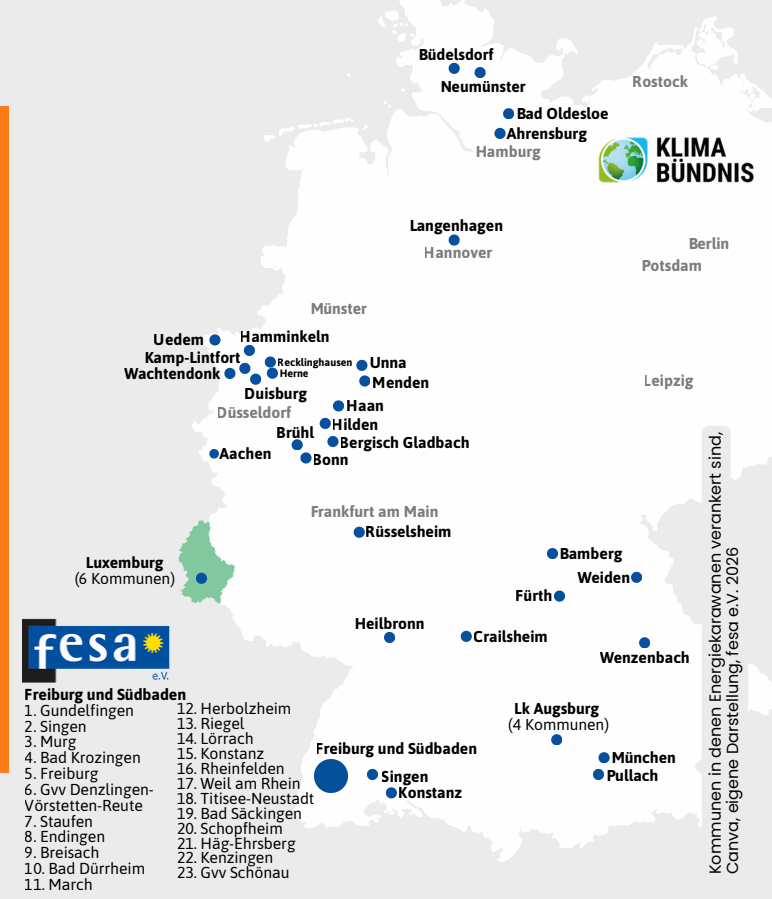 Büdelsdorf
Neumünster
Rostock
Bad Oldesloe
Ahrensburg
Hamburg
KLIMA
BÜNDNIS
Langenhagen
Hannover
Berlin
Potsdam
Münster
Uedem
Hamminkeln
Kamp-Lintfort
Recklinghausen
Unna
Wachtendonk
Herne
Menden
Duisburg
Leipzig
Düsseldorf
Haan
Hilden
Brühl
Bergisch Gladbach
Aachen
Bonn
Frankfurt am Main
Rüsselsheim
Bamberg
Luxemburg
(6 Kommunen)
Weiden
Fürth
Heilbronn
Crailsheim
Wenzenbach
fesa
e.V.
Freiburg und Südbaden
1. Gundelfingen
2. Singen
3. Murg
4. Bad Krozingen
5. Freiburg
6. Gvv Denzlingen-
Vörstetten-Reute
7. Staufen
8. Endingen
9. Breisach
10. Bad Dürrheim
11. March
12. Herbolzheim
13. Riegel
14. Lörrach
15. Konstanz
16. Rheinfelden
17. Weil am Rhein
18. Titisee-Neustadt
19. Bad Säckingen
20. Schopfheim
21. Häg-Ehrsberg
22. Kenzingen
23. Gvv Schönau
Lk Augsburg
(4 Kommunen)
Freiburg und Südbaden
Singen
Konstanz
München
Pullach
Kommunen in denen Energiekarawanen verankert sind,
Canva, eigene Darstellung, fesa e.V. 2026